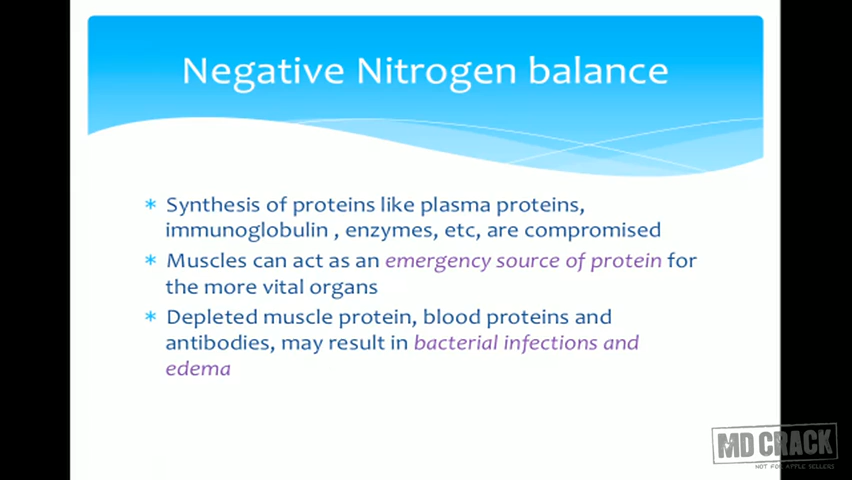 Negative Nitrogen balance
* Synthesis of proteins like plasma proteins,
immunoglobulin , enzymes, etc, are compromised
* Muscles can act as an emergency source of protein for
the more vital organs
* Depleted muscle protein, blood proteins and
antibodies, may result in bacterial infections and
edema
MD CRACK
NOT FOR APPLE SELLERS